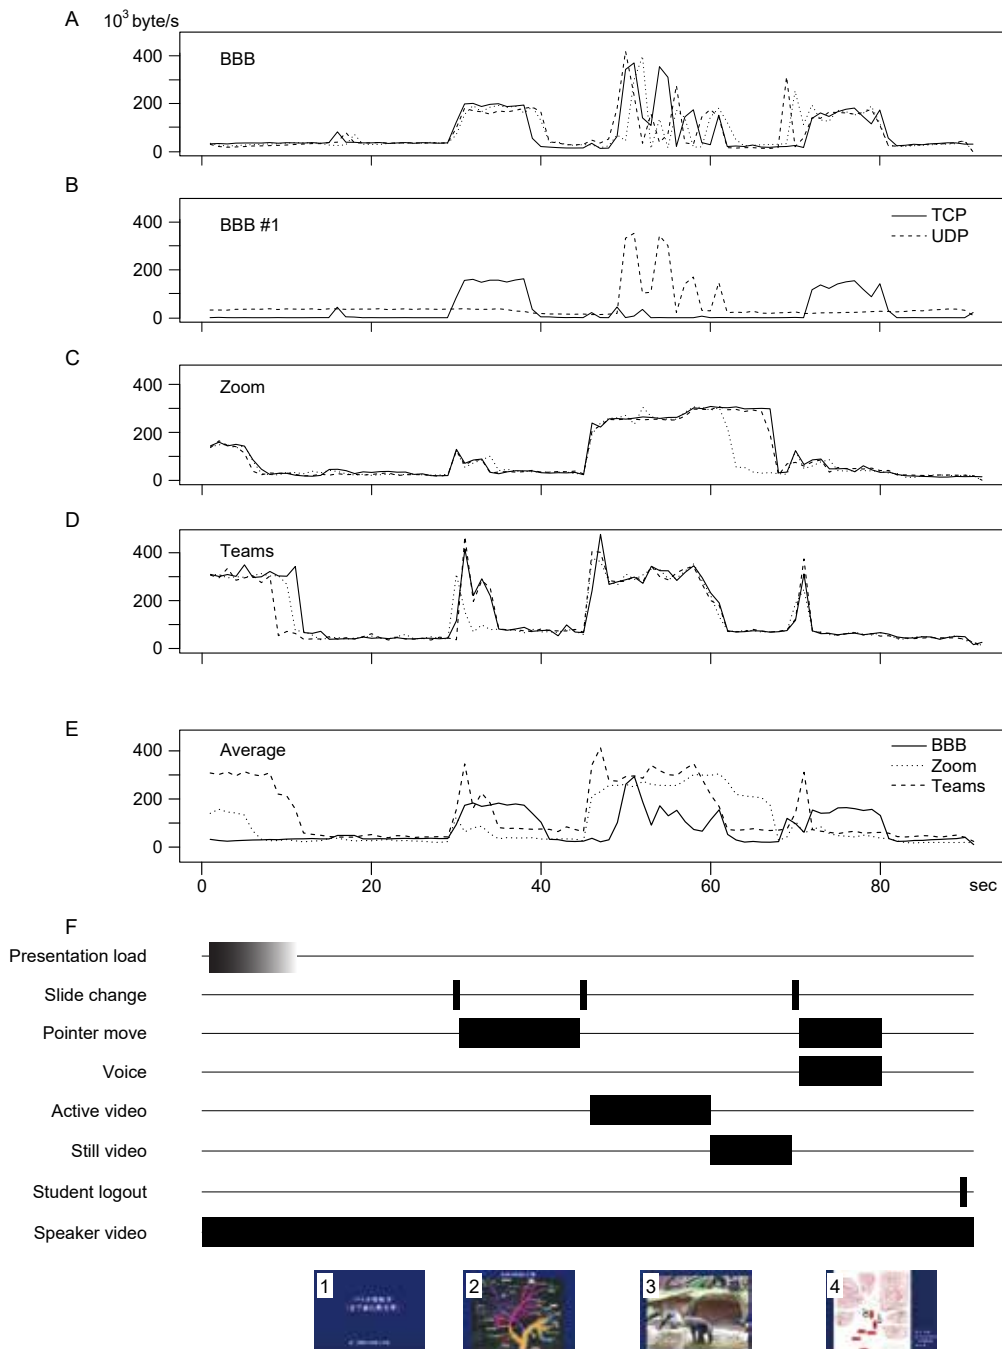 A
10³ byte/s
BBB
400
200
0
B
BBB #1
TCP
UDP
400
200
0
C
Zoom
400
200
0
D
Teams
400
200
0
E
Average
BBB
Zoom
Teams
400
200
0
0 20 40 60 80 sec
F
Presentation load
Slide change
Pointer move
Voice
Active video
Still video
Student logout
Speaker video
1 2 3 4